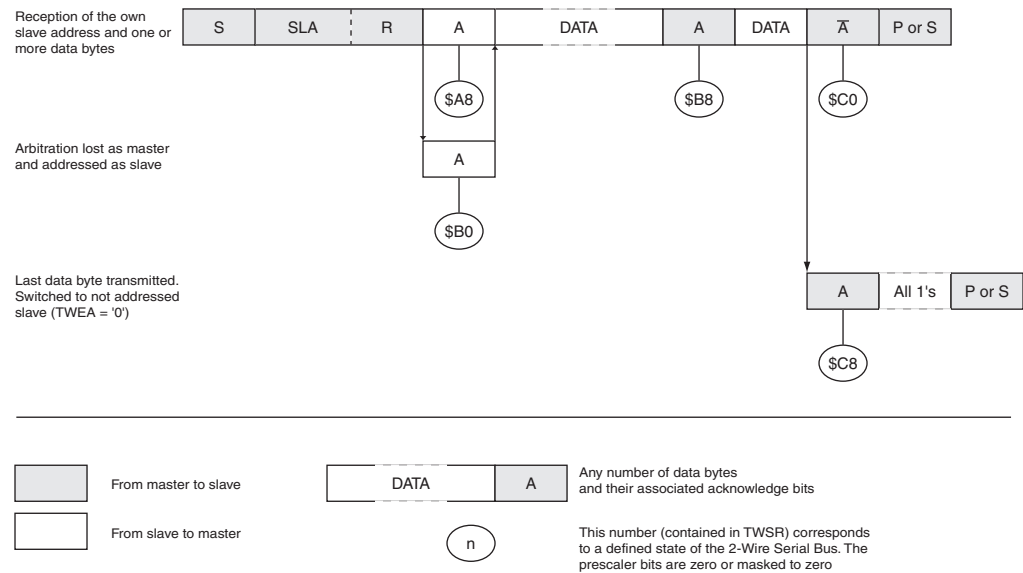 Reception of the own
slave address and one or
more data bytes
S SLA R A DATA A DATA A̅ P or S
$A8 $B8 $C0
Arbitration lost as master
and addressed as slave
A
$B0
Last data byte transmitted.
Switched to not addressed
slave (TWEA = '0')
A All 1's P or S
$C8
From master to slave
DATA A
Any number of data bytes
and their associated acknowledge bits
From slave to master
n
This number (contained in TWSR) corresponds
to a defined state of the 2-Wire Serial Bus. The
prescaler bits are zero or masked to zero